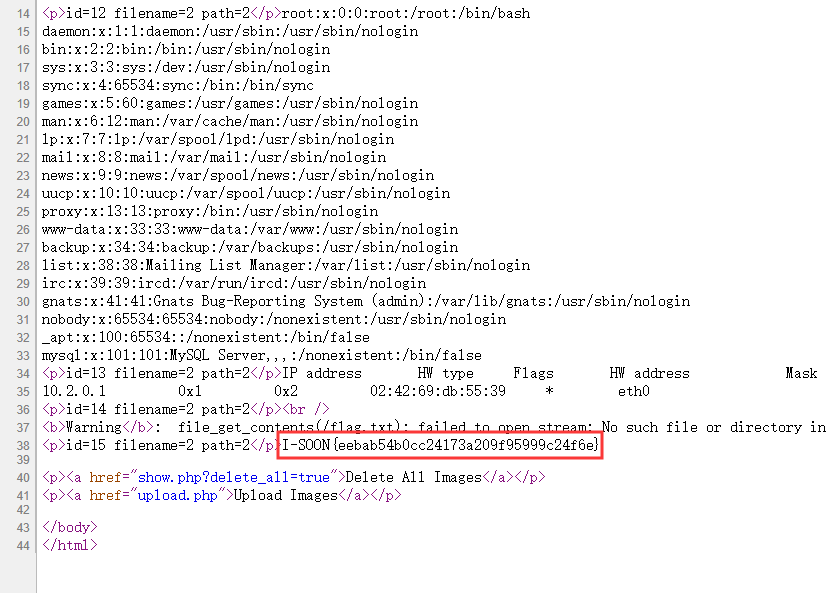 14 <p>id=12 filename=2 path=2</p>root:x:0:0:root:/root:/bin/bash
15 daemon:x:1:1:daemon:/usr/sbin:/usr/sbin/nologin
16 bin:x:2:2:bin:/bin:/usr/sbin/nologin
17 sys:x:3:3:sys:/dev:/usr/sbin/nologin
18 sync:x:4:65534:sync:/bin:/bin/sync
19 games:x:5:60:games:/usr/games:/usr/sbin/nologin
20 man:x:6:12:man:/var/cache/man:/usr/sbin/nologin
21 lp:x:7:7:lp:/var/spool/lpd:/usr/sbin/nologin
22 mail:x:8:8:mail:/var/mail:/usr/sbin/nologin
23 news:x:9:9:news:/var/spool/news:/usr/sbin/nologin
24 uucp:x:10:10:uucp:/var/spool/uucp:/usr/sbin/nologin
25 proxy:x:13:13:proxy:/bin:/usr/sbin/nologin
26 www-data:x:33:33:www-data:/var/www:/usr/sbin/nologin
27 backup:x:34:34:backup:/var/backups:/usr/sbin/nologin
28 list:x:38:38:Mailing List Manager:/var/list:/usr/sbin/nologin
29 irc:x:39:39:ircd:/var/run/ircd:/usr/sbin/nologin
30 gnats:x:41:41:Gnats Bug-Reporting System (admin):/var/lib/gnats:/usr/sbin/nologin
31 nobody:x:65534:65534:nobody:/nonexistent:/usr/sbin/nologin
32 _apt:x:100:65534::/nonexistent:/bin/false
33 mysql:x:101:101:MySQL Server,,,:/nonexistent:/bin/false
34 <p>id=13 filename=2 path=2</p>IP address       HW type     Flags       HW address            Mask
35 10.2.0.1         0x1         0x2         02:42:69:db:55:39     *        eth0
36 <p>id=14 filename=2 path=2</p><br />
37 <b>Warning</b>:  file_get_contents(/flag.txt): failed to open stream: No such file or directory in
38 <p>id=15 filename=2 path=2</p>I-SOON{eebab54b0cc24173a209f95999c24f6e}
39
40 <p><a href="show.php?delete_all=true">Delete All Images</a></p>
41 <p><a href="upload.php">Upload Images</a></p>
42
43 </body>
44 </html>